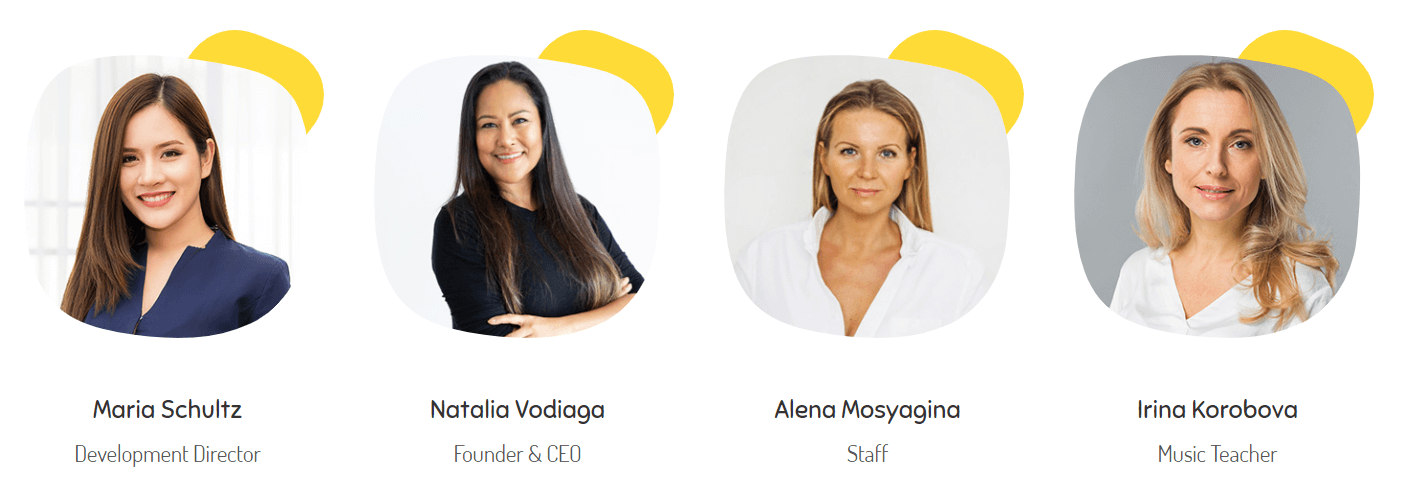 Maria Schultz
Development Director
Natalia Vodiaga
Founder & CEO
Alena Mosyagina
Staff
Irina Korobova
Music Teacher